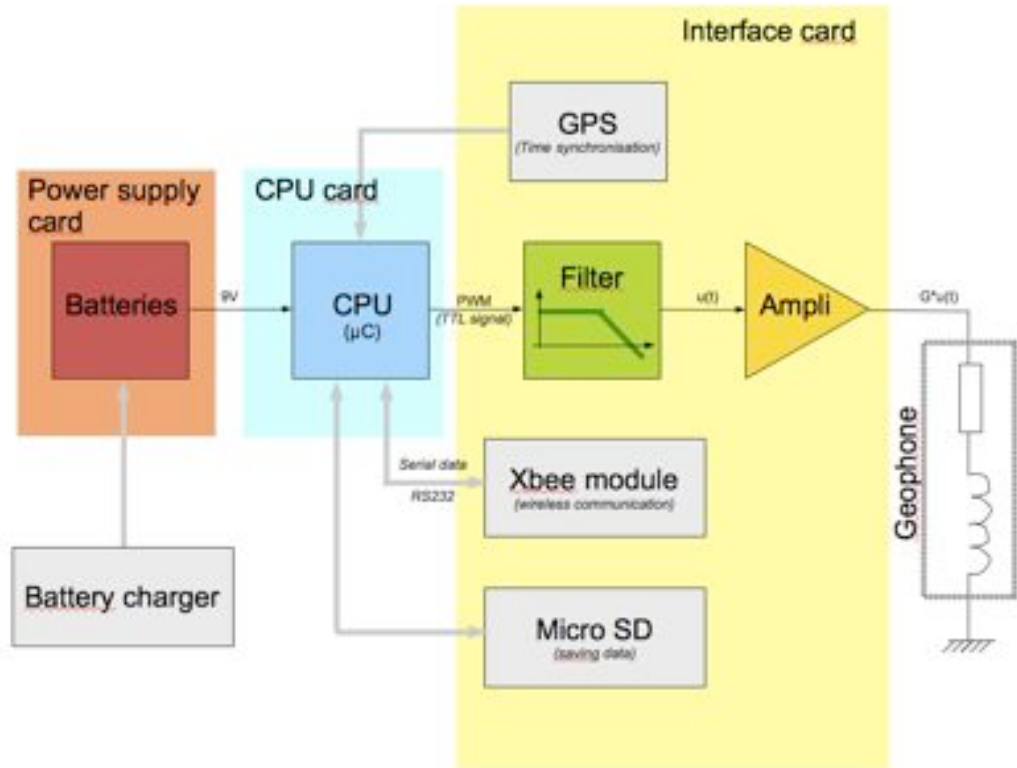 Interface card
GPS
(Time synchronisation)
Power supply
card
CPU card
Batteries
9V
CPU
(µC)
PWM
(TTL signal)
Filter
u(t)
Ampli
G*u(t)
Geophone
Serial data
RS232
Xbee module
(wireless communication)
Battery charger
Micro SD
(saving data)